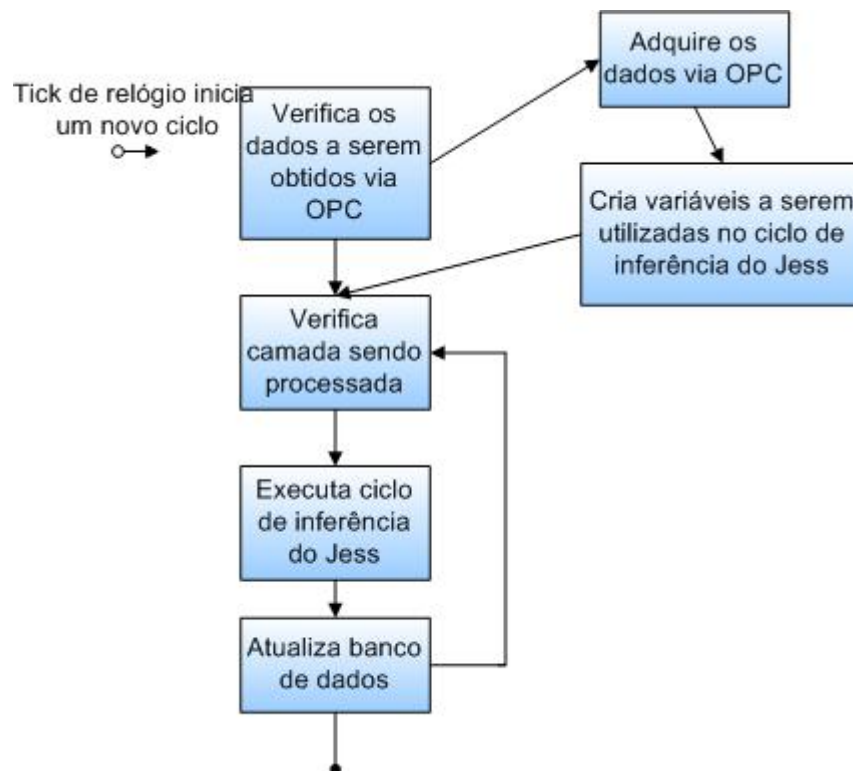 Tick de relógio inicia
um novo ciclo
Verifica os
dados a serem
obtidos via
OPC
Adquire os
dados via OPC
Cria variáveis a serem
utilizadas no ciclo de
inferência do Jess
Verifica
camada sendo
processada
Executa ciclo
de inferência
do Jess
Atualiza banco
de dados